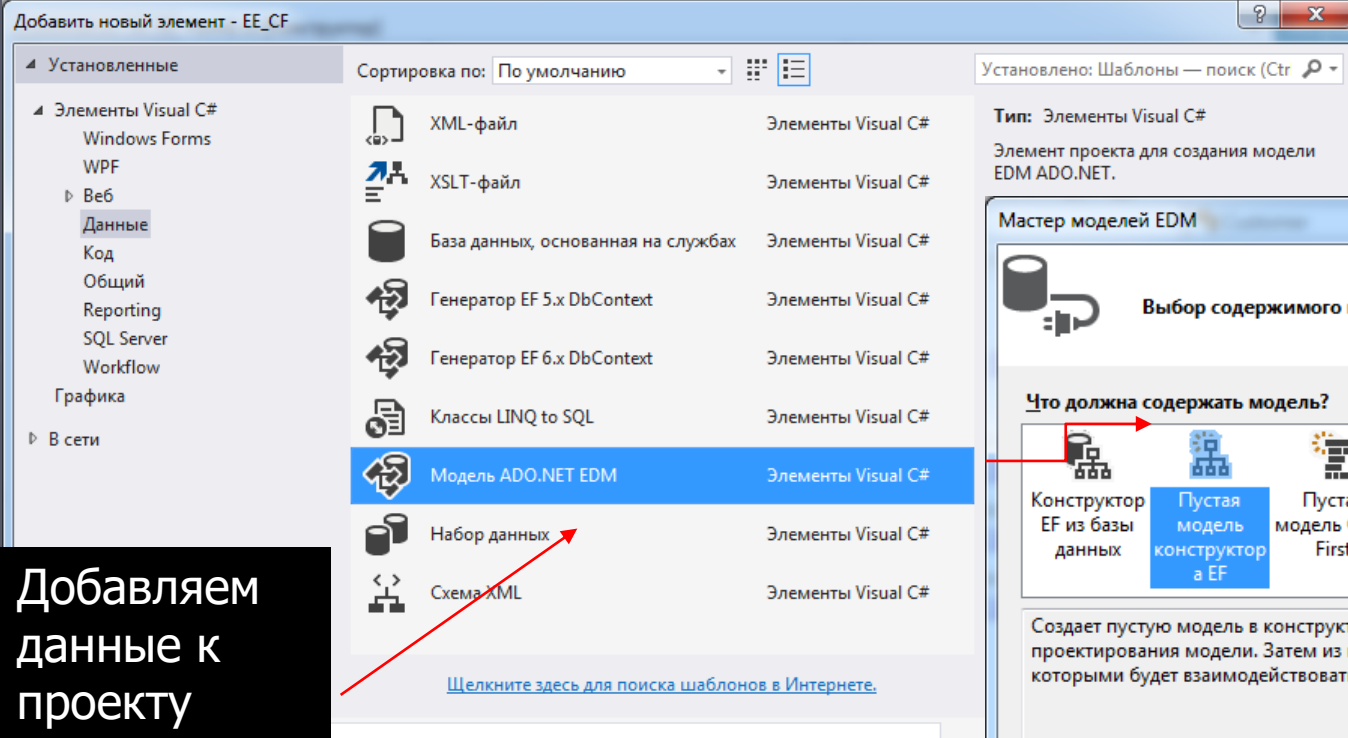 Добавить новый элемент - EE_CF
Установленные
Элементы Visual C#
Windows Forms
WPF
Веб
Данные
Код
Общий
Reporting
SQL Server
Workflow
Графика
В сети
Сортировка по: По умолчанию
XML-файл Элементы Visual C#
XSLT-файл Элементы Visual C#
База данных, основанная на службах Элементы Visual C#
Генератор EF 5.x DbContext Элементы Visual C#
Генератор EF 6.x DbContext Элементы Visual C#
Классы LINQ to SQL Элементы Visual C#
Модель ADO.NET EDM Элементы Visual C#
Набор данных Элементы Visual C#
Схема XML Элементы Visual C#
Щелкните здесь для поиска шаблонов в Интернете.
Установлено: Шаблоны — поиск (Ctr
Тип: Элементы Visual C#
Элемент проекта для создания модели
EDM ADO.NET.
Мастер моделей EDM
Выбор содержимого
Что должна содержать модель?
Конструктор
EF из базы
данных
Пустая
модель
конструктор
а EF
Пуста
модель
First
Создает пустую модель в конструкт
проектирования модели. Затем из
которыми будет взаимодействоват
Добавляем
данные к
проекту